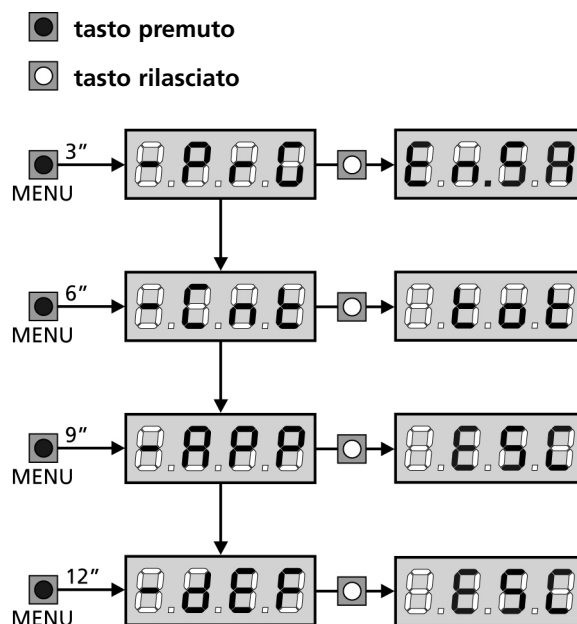 tasto premuto
tasto rilasciato
3” -PrG En.SA
MENU
6” -Cnt tot
MENU
9” -APP ESC
MENU
12” -dEF ESC
MENU